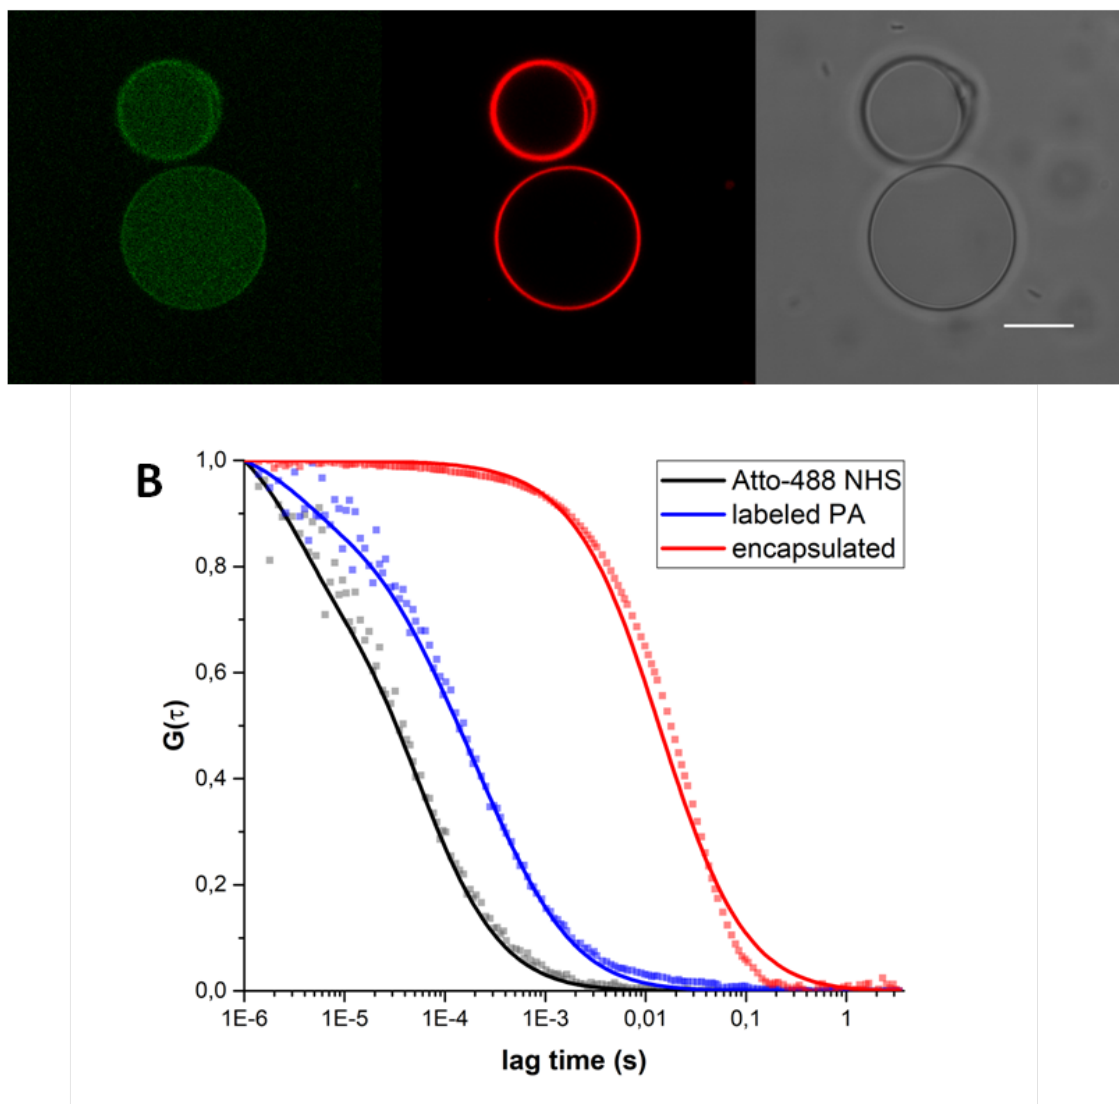 B
Atto-488 NHS
labeled PA
encapsulated
1,0
0,8
0,6
0,4
0,2
0,0
G(τ)
1E-6 1E-5 1E-4 1E-3 0,01 0,1 1
lag time (s)